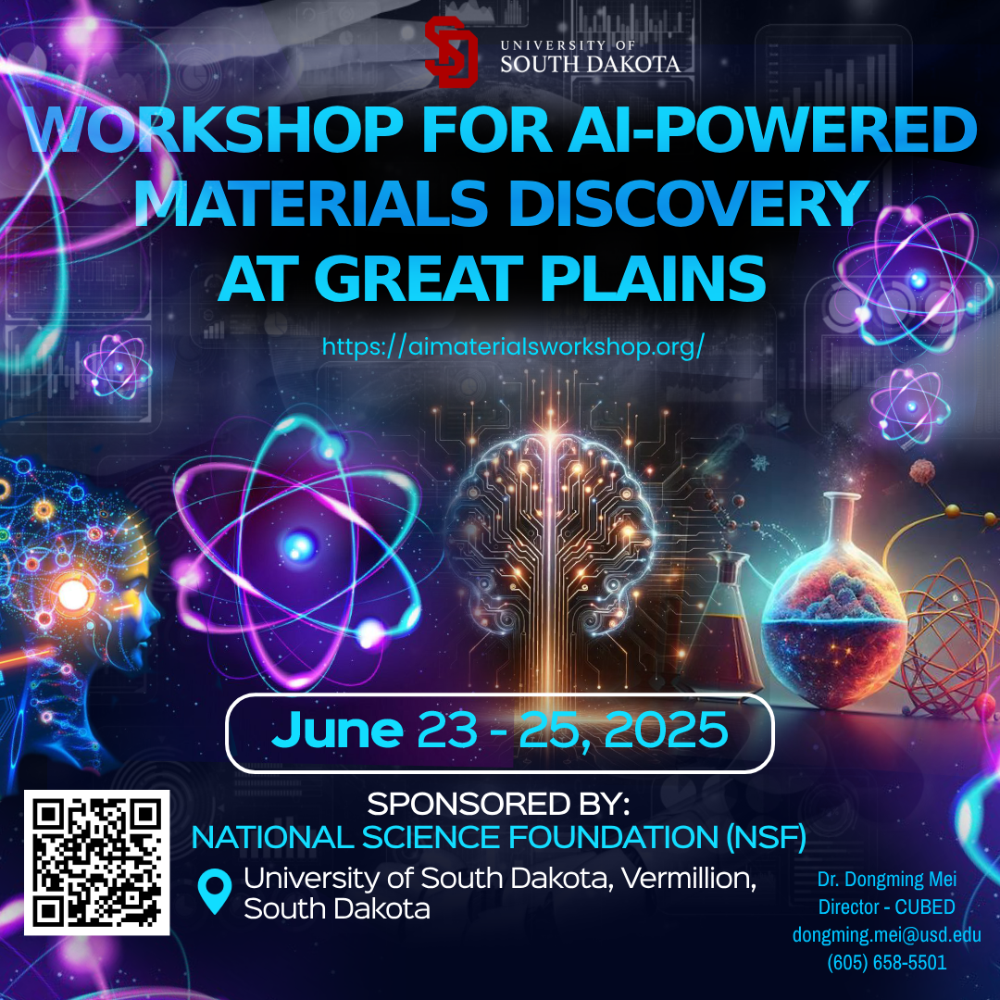 UNIVERSITY OF
SOUTH DAKOTA
WORKSHOP FOR AI-POWERED
MATERIALS DISCOVERY
AT GREAT PLAINS
https://aimaterialsworkshop.org/
June 23 - 25, 2025
SPONSORED BY:
NATIONAL SCIENCE FOUNDATION (NSF)
University of South Dakota, Vermillion,
South Dakota
Dr. Dongming Mei
Director - CUBED
dongming.mei@usd.edu
(605) 658-5501